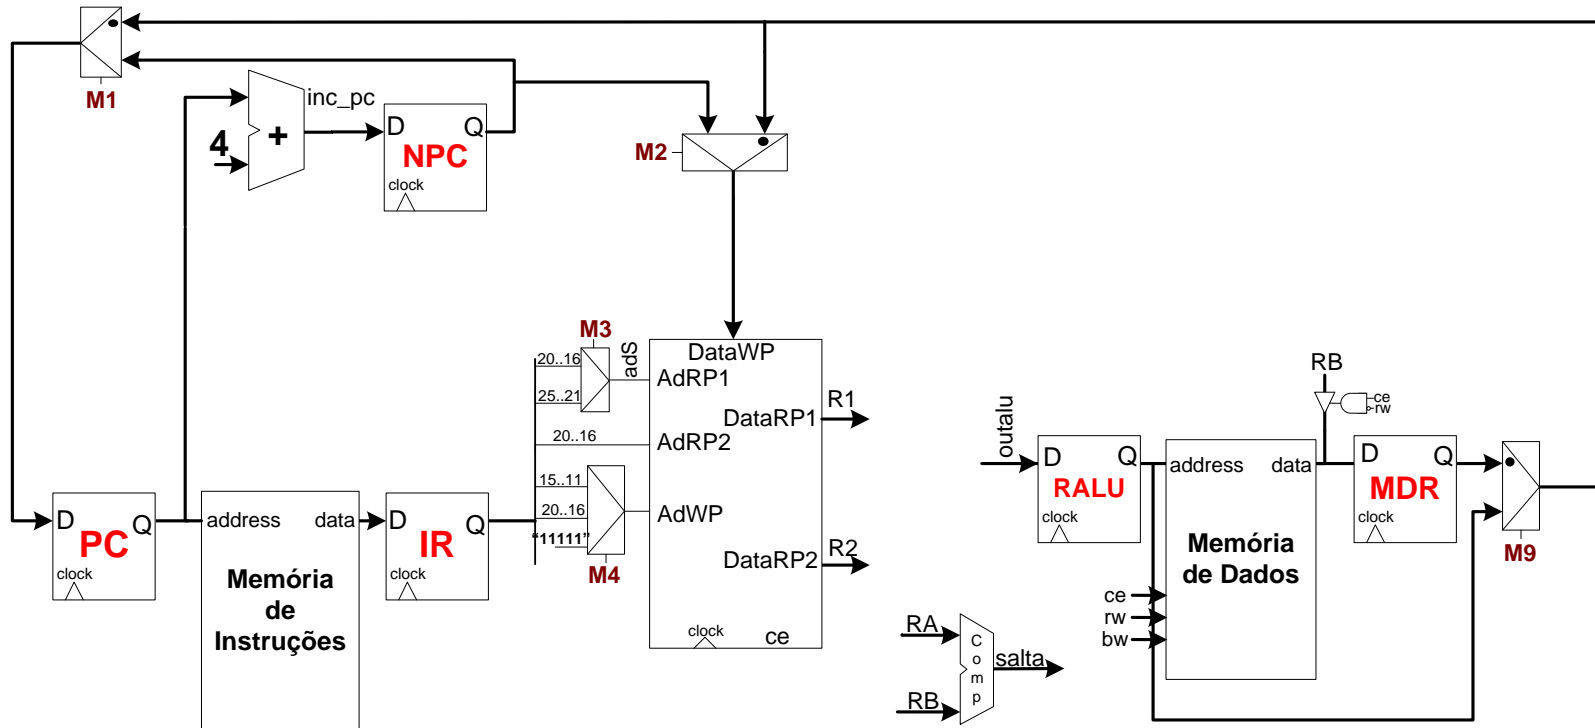 M1
inc_pc
4
+
D
Q
NPC
clock
M2
M3
adS
20..16
25..21
20..16
15..11
20..16
"11111"
M4
DataWP
AdRP1
DataRP1
AdRP2
AdWP
DataRP2
clock
ce
R1
R2
D
Q
PC
clock
address
data
Memória
de
Instruções
D
Q
IR
clock
RA
RB
Comp
salta
outalu
D
Q
RALU
clock
address
data
Memória
de Dados
ce
rw
bw
RB
ce
rw
D
Q
MDR
clock
M9